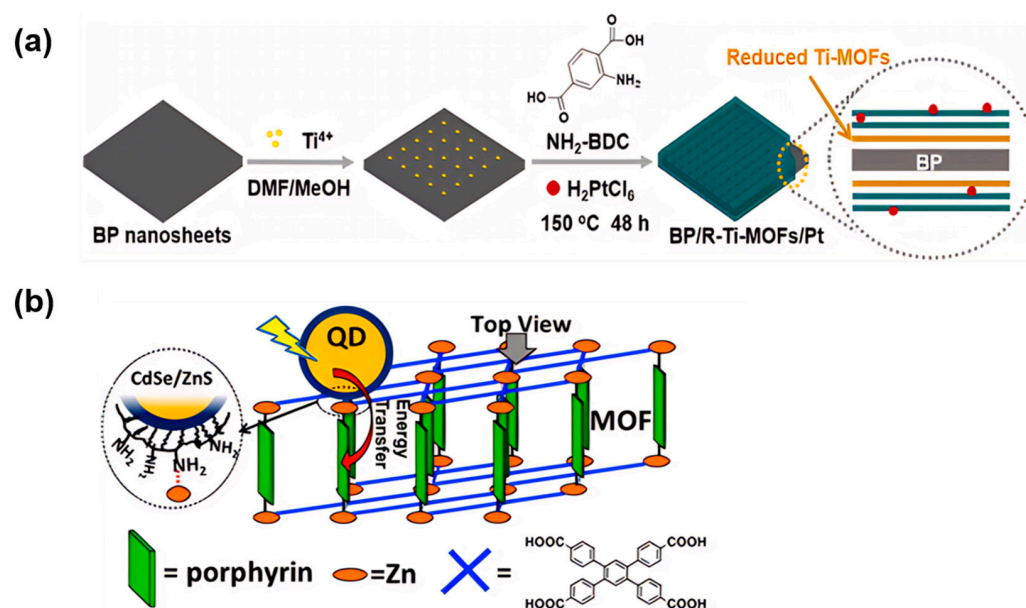 (a)
O
OH
NH₂
HO
O
Reduced Ti-MOFs
Ti⁴⁺
DMF/MeOH
NH₂-BDC
H₂PtCl₆
150 ºC 48 h
BP
BP nanosheets
BP/R-Ti-MOFs/Pt
(b)
QD
Top View
CdSe/ZnS
NH₂
NH₂
NH₂
NH₂
Energy
Transfer
MOF
= porphyrin
=Zn
=
HOOC
COOH
HOOC
COOH